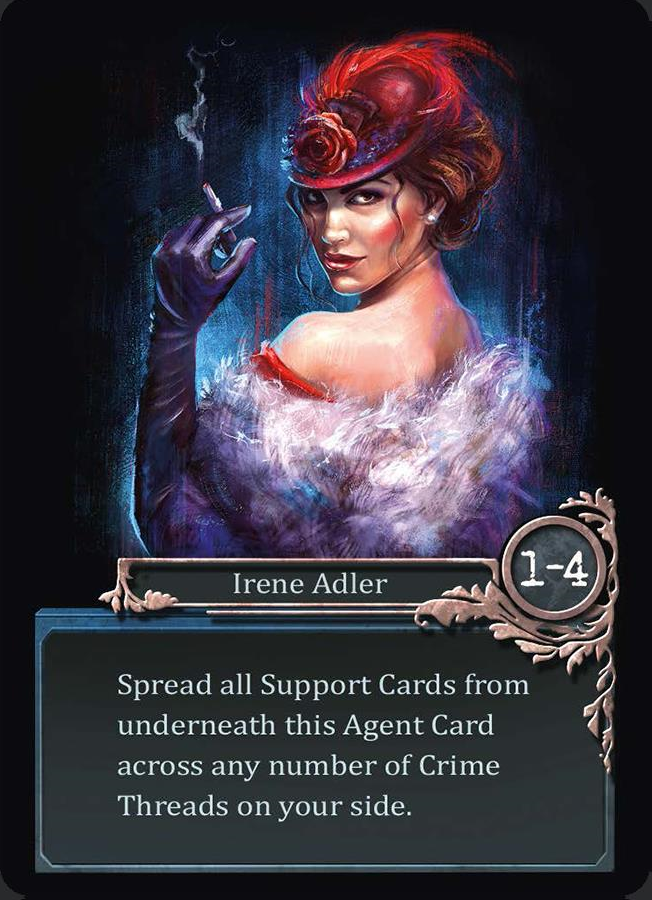 Irene Adler
1-4
Spread all Support Cards from
underneath this Agent Card
across any number of Crime
Threads on your side.